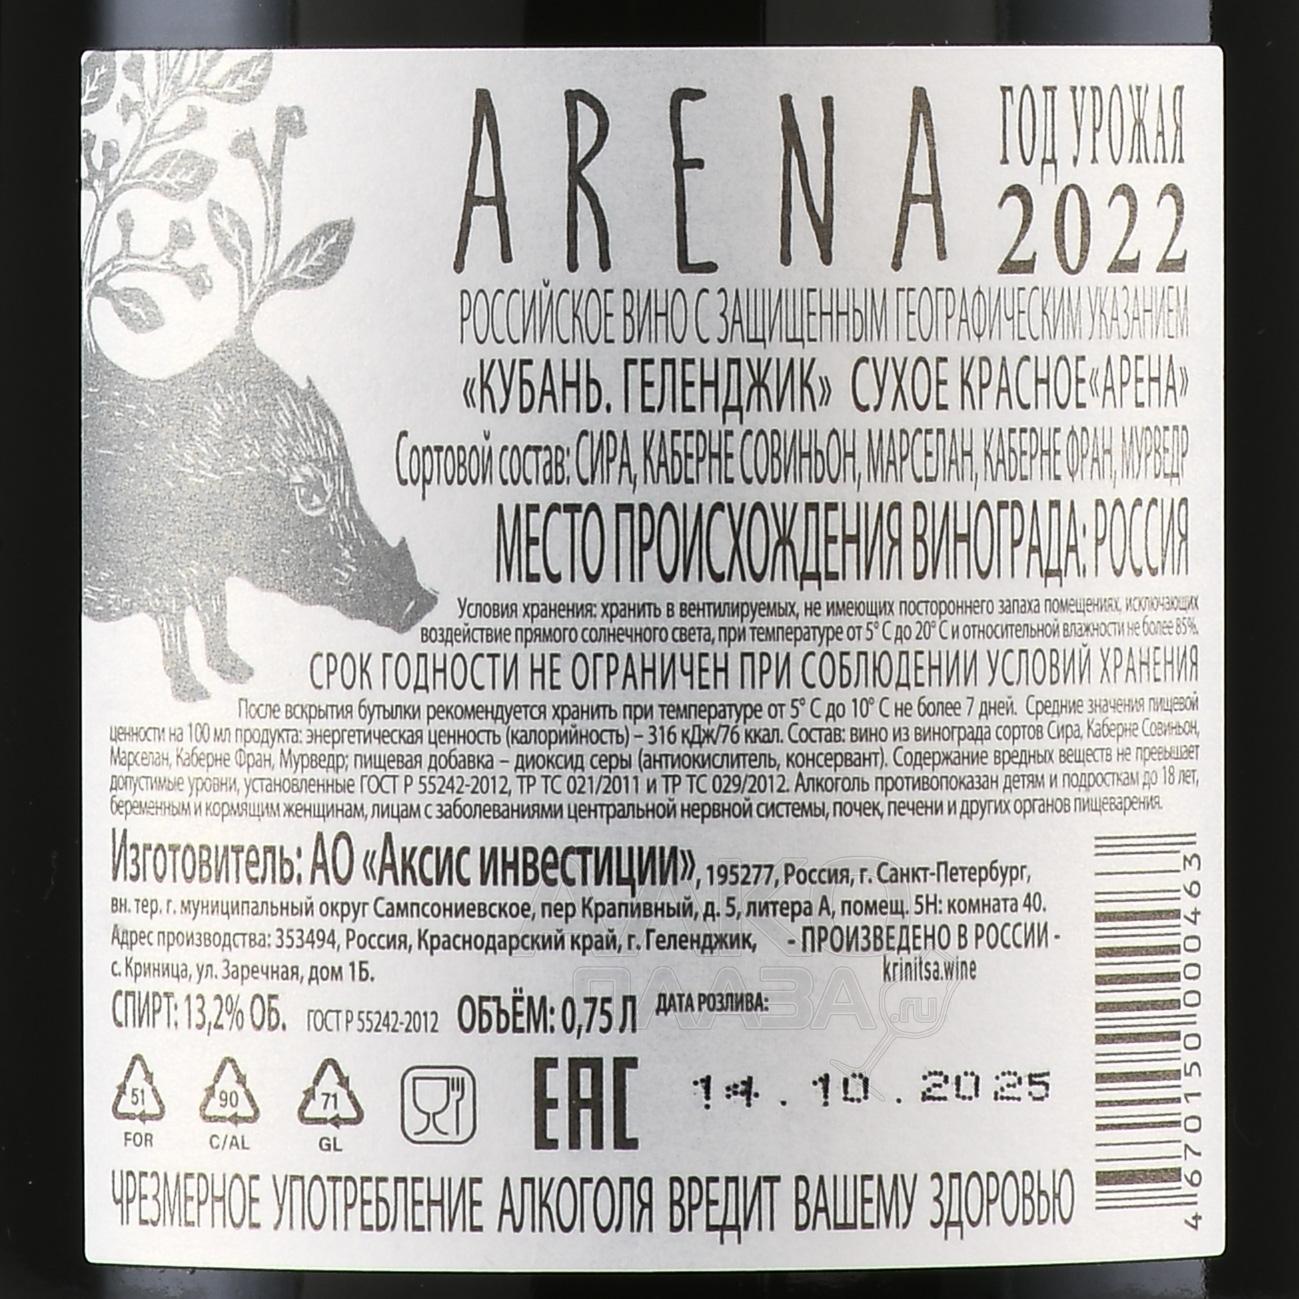 ARENA
ГОД УРОЖАЯ
2022
РОССИЙСКОЕ ВИНО С ЗАЩИЩЕННЫМ ГЕОГРАФИЧЕСКИМ УКАЗАНИЕМ
«КУБАНЬ. ГЕЛЕНДЖИК» СУХОЕ КРАСНОЕ «АРЕНА»
Сортовой состав: СИРА, КАБЕРНЕ СОВИНЬОН, МАРСЕЛАН, КАБЕРНЕ ФРАН, МУРВЕДР
МЕСТО ПРОИСХОЖДЕНИЯ ВИНОГРАДА: РОССИЯ
Условия хранения: хранить в вентилируемых, не имеющих постороннего запаха помещениях, исключающих
воздействие прямого солнечного света, при температуре от 5° С до 20° С и относительной влажности не более 85%.
СРОК ГОДНОСТИ НЕ ОГРАНИЧЕН ПРИ СОБЛЮДЕНИИ УСЛОВИЙ ХРАНЕНИЯ
После вскрытия бутылки рекомендуется хранить при температуре от 5° С до 10° С не более 7 дней. Средние значения пищевой
ценности на 100 мл продукта: энергетическая ценность (калорийность) – 316 кДж/76 ккал. Состав: вино из винограда сортов Сира, Каберне Совиньон,
Марселан, Каберне Фран, Мурведр; пищевая добавка – диоксид серы (антиокислитель, консервант). Содержание вредных веществ не превышает
допустимые уровни, установленные ГОСТ Р 55242-2012, ТР ТС 021/2011 и ТР ТС 029/2012. Алкоголь противопоказан детям и подросткам до 18 лет,
беременным и кормящим женщинам, лицам с заболеваниями центральной нервной системы, почек, печени и других органов пищеварения.
Изготовитель: АО «Аксис инвестиции», 195277, Россия, г. Санкт-Петербург,
вн. тер. г. муниципальный округ Сампсониевское, пер Крапивный, д. 5, литера А, помещ. 5Н: комната 40.
Адрес производства: 353494, Россия, Краснодарский край, г. Геленджик,
с. Криница, ул. Заречная, дом 1Б.
- ПРОИЗВЕДЕНО В РОССИИ -
krinitsa.wine
СПИРТ: 13,2% ОБ. ГОСТ Р 55242-2012 ОБЪЁМ: 0,75 Л ДАТА РОЗЛИВА:
14.10.2025
51
FOR
90
C/AL
71
GL
EAC
ЧРЕЗМЕРНОЕ УПОТРЕБЛЕНИЕ АЛКОГОЛЯ ВРЕДИТ ВАШЕМУ ЗДОРОВЬЮ
4 670150 000463
АЛКО
ПЛАЗА.ru